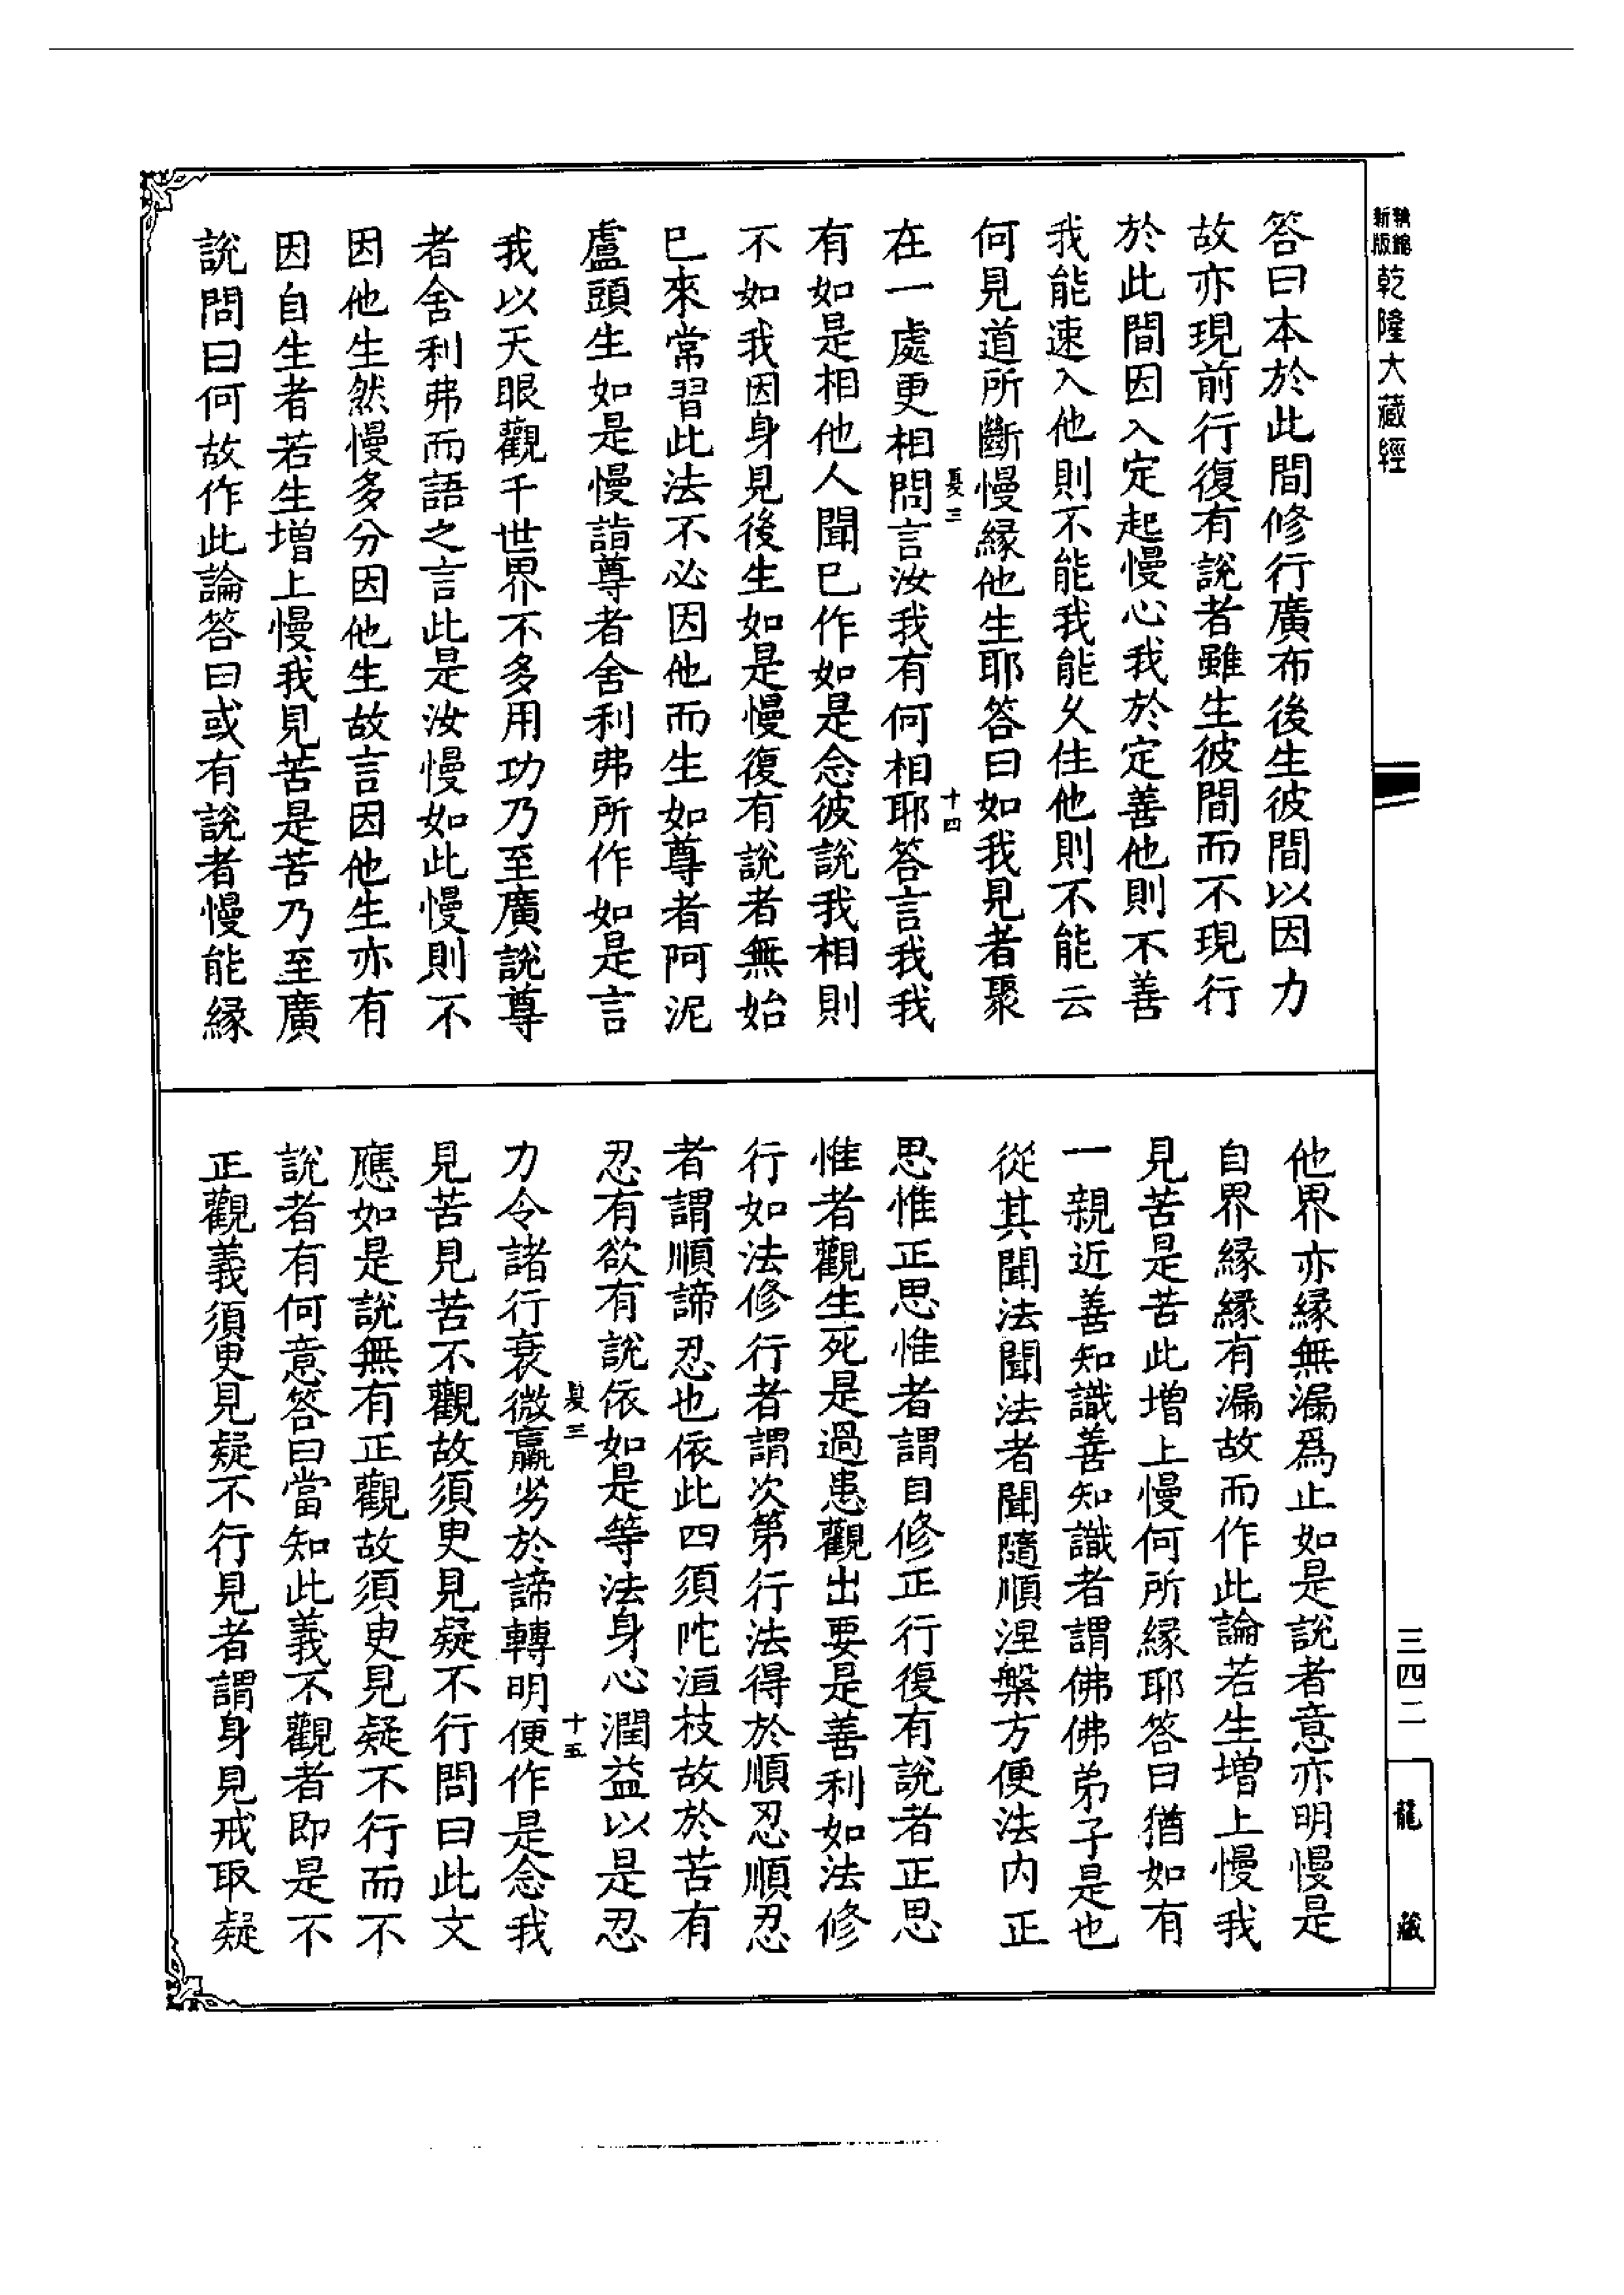 新版
乾隆大藏經
答曰本於此間修行廣布後生彼間以因力
故亦現前行復有說者雖生彼間而不現行
於此間因入定起慢心我於定善他則不善
我能速入他則不能我能久住他則不能云
何見道所斷慢緣他生耶答曰如我見者聚
在一處更相問言汝我有何相耶答言我我
有如是相他人聞已作如是念彼說我相則
不如我因身見後生如是慢復有說者無始
已來常習此法不必因他而生如尊者阿泥
盧頭生如是慢詣尊者舍利弗所作如是言
我以天眼觀千世界不多用功乃至廣說尊
者舍利弗而語之言此是汝慢如此慢則不
因他生然慢多分因他生故言因他生亦有
因自生者若生增上慢我見苦是苦乃至廣
說問曰何故作此論答曰或有說者慢能緣
夏三
十四
他界亦緣無漏爲止如是說者意亦明慢是
自界緣緣有漏故而作此論若生增上慢我
見苦是苦此增上慢何所緣耶答曰猶如有
一親近善知識善知識者謂佛佛弟子是也
從其聞法聞法者聞隨順涅槃方便法內正
思惟正思惟者謂自修正行復有說者正思
惟者觀生死是過患觀出要是善利如法修
行如法修行者謂次第行法得於順忍順忍
者謂順諦忍也依此四須陀洹枝故於苦有
忍有欲有說依如是等法身心潤益以是忍
力令諸行衰微羸劣於諦轉明便作是念我
見苦見苦不觀故須臾見疑不行問曰此文
應如是說無有正觀故須臾見疑不行而不
說者有何意答曰當知此義不觀者即是不
正觀義須臾見疑不行見者謂身見戒取疑
夏三
十五
三四二
龍藏